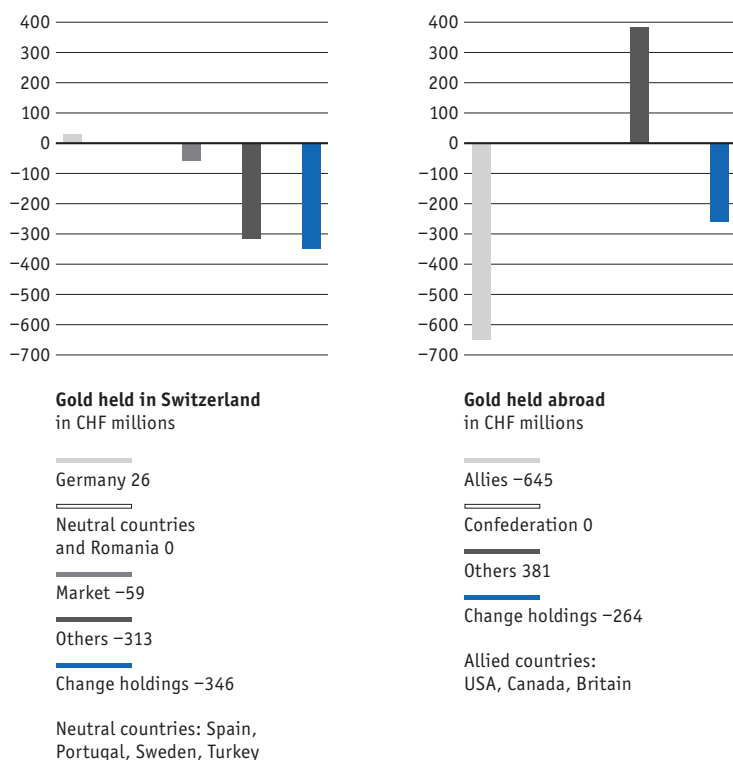 400
300
200
100
0
−100
−200
−300
−400
−500
−600
−700
Gold held in Switzerland
in CHF millions
Germany 26
Neutral countries
and Romania 0
Market −59
Others −313
Change holdings −346
Neutral countries: Spain,
Portugal, Sweden, Turkey
400
300
200
100
0
−100
−200
−300
−400
−500
−600
−700
Gold held abroad
in CHF millions
Allies −645
Confederation 0
Others 381
Change holdings −264
Allied countries:
USA, Canada, Britain